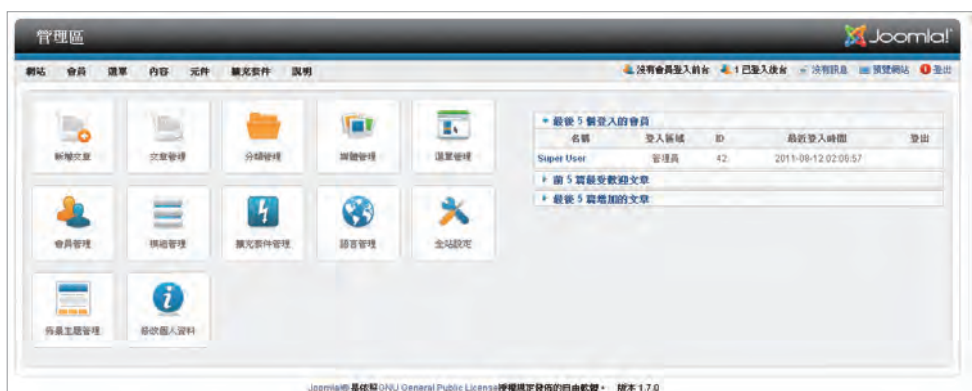 管理區
Joomla!
網站 會員 選單 內容 元件 擴充套件 說明
沒有會員登入前台 1 已登入後台 沒有訊息 預覽網站 登出
新增文章 文章管理 分類管理 媒體管理 選單管理
最後 5 個登入的會員
名稱 登入區域 ID 最近登入時間 登出
Super User 管理員 42 2011-08-12 02:06:57
前 5 篇最受歡迎文章
最後 5 篇增加的文章
會員管理 模組管理 擴充套件管理 語言管理 全站設定
佈景主題管理 修改個人資料
Joomla!® 是依照 GNU General Public License 授權規定發佈的自由軟體。 版本 1.7.0